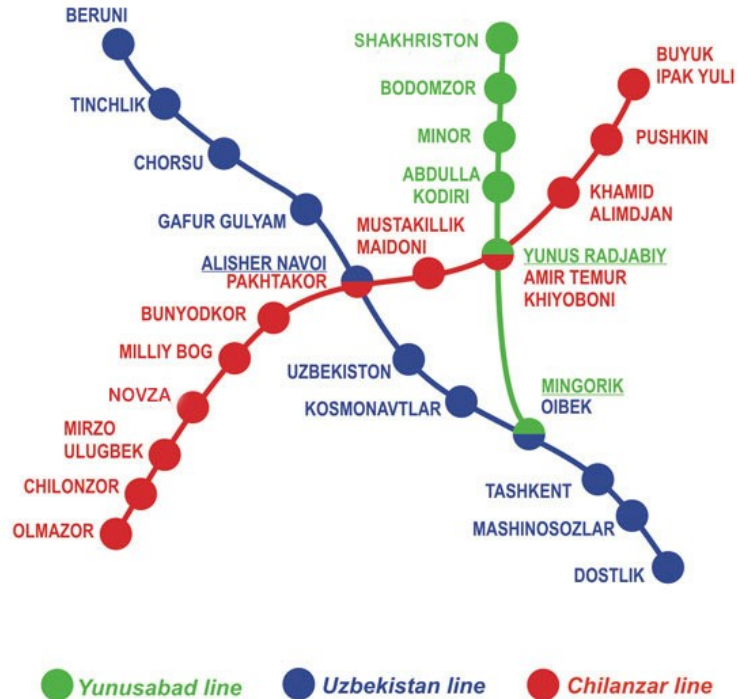 BERUNI
TINCHLIK
CHORSU
GAFUR GULYAM
ALISHER NAVOI
PAKHTAKOR
SHAKHRISTON
BODOMZOR
MINOR
ABDULLA
KODIRI
MUSTAKILLIK
MAIDONI
BUYUK
IPAK YULI
PUSHKIN
KHAMID
ALIMDJAN
YUNUS RADJABIY
AMIR TEMUR
KHIYOBONI
BUNYODKOR
MILLIY BOG
NOVZA
MIRZO
ULUGBEK
CHILONZOR
OLMAZOR
UZBEKISTON
KOSMONAVTLAR
MINGORIK
OIBEK
TASHKENT
MASHINOSOZLAR
DOSTLIK
Yunusabad line
Uzbekistan line
Chilanzar line